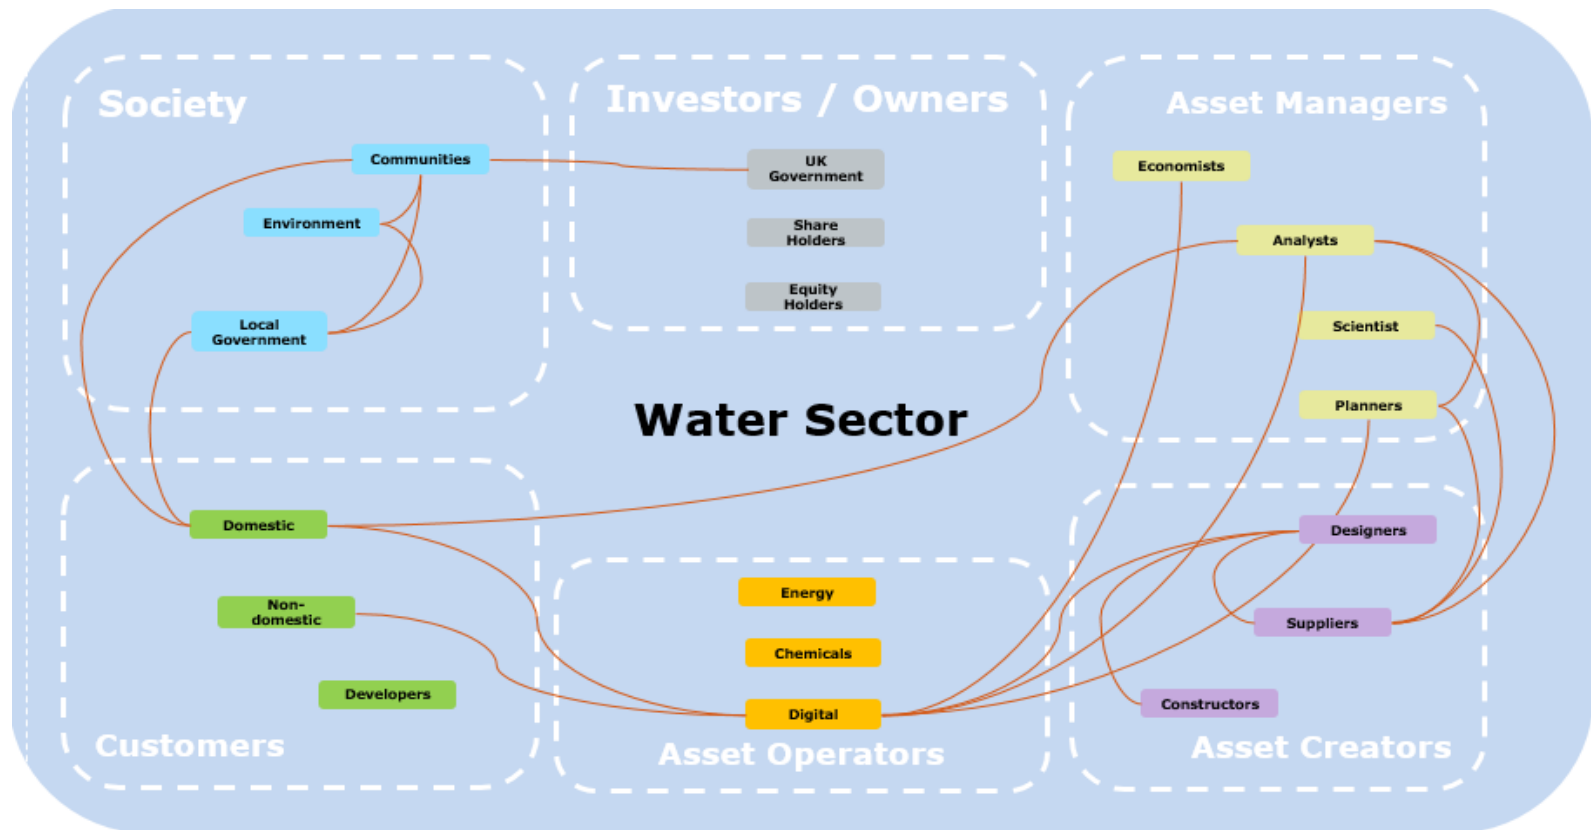 Society
Communities
Environment
Local
Government
Investors / Owners
UK
Government
Share
Holders
Equity
Holders
Asset Managers
Economists
Analysts
Scientist
Planners
Water Sector
Domestic
Non-
domestic
Developers
Customers
Energy
Chemicals
Digital
Asset Operators
Designers
Suppliers
Constructors
Asset Creators